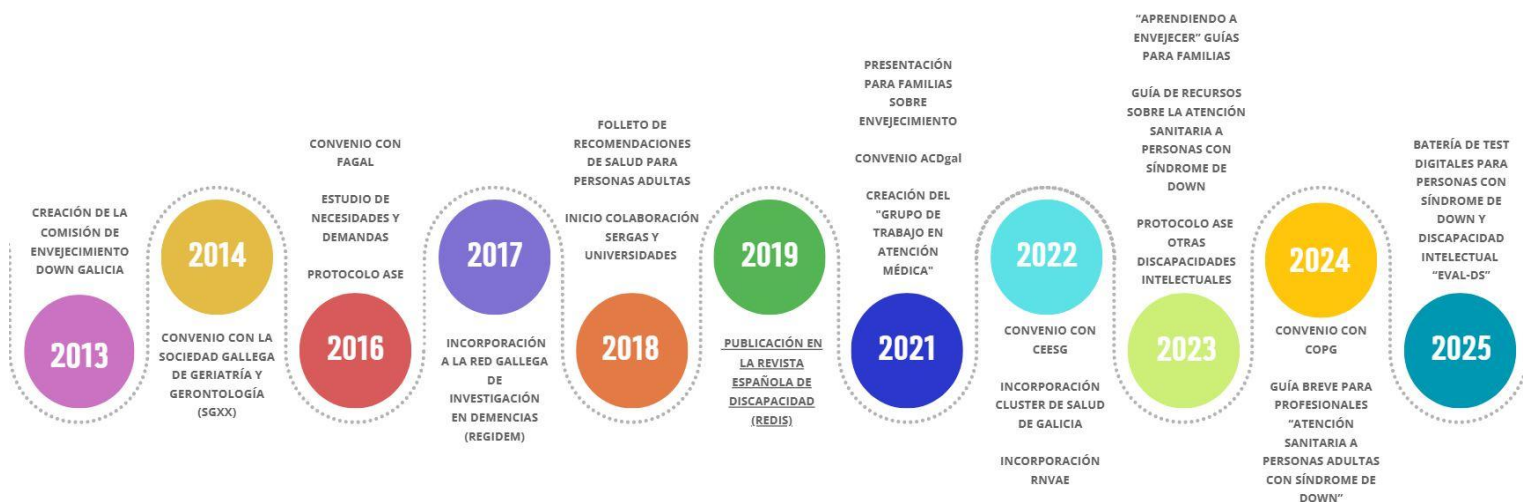 CREACIÓN DE LA
COMISIÓN DE
ENVEJECIMIENTO
DOWN GALICIA
2013
2014
CONVENIO CON LA
SOCIEDAD GALLEGA
DE GERIATRÍA Y
GERONTOLOGÍA
(SGXX)
CONVENIO CON
FAGAL
ESTUDIO DE
NECESIDADES Y
DEMANDAS
PROTOCOLO ASE
2016
2017
INCORPORACIÓN
A LA RED GALLEGA
DE
INVESTIGACIÓN
EN DEMENCIAS
(REGIDEM)
FOLLETO DE
RECOMENDACIONES
DE SALUD PARA
PERSONAS ADULTAS
INICIO COLABORACIÓN
SERGAS Y
UNIVERSIDADES
2018
2019
PUBLICACIÓN EN
LA REVISTA
ESPAÑOLA DE
DISCAPACIDAD
(REDIS)
PRESENTACIÓN
PARA FAMILIAS
SOBRE
ENVEJECIMIENTO
CONVENIO ACDgal
CREACIÓN DEL
"GRUPO DE
TRABAJO EN
ATENCIÓN
MÉDICA"
2021
2022
CONVENIO CON
CEESG
INCORPORACIÓN
CLUSTER DE SALUD
DE GALICIA
INCORPORACIÓN
RNVAE
“APRENDIENDO A
ENVEJECER” GUÍAS
PARA FAMILIAS
GUÍA DE RECURSOS
SOBRE LA ATENCIÓN
SANITARIA A
PERSONAS CON
SÍNDROME DE
DOWN
PROTOCOLO ASE
OTRAS
DISCAPACIDADES
INTELECTUALES
2023
2024
CONVENIO CON
COPG
GUÍA BREVE PARA
PROFESIONALES
“ATENCIÓN
SANITARIA A
PERSONAS ADULTAS
CON SÍNDROME DE
DOWN”
BATERÍA DE TEST
DIGITALES PARA
PERSONAS CON
SÍNDROME DE
DOWN Y
DISCAPACIDAD
INTELECTUAL
“EVAL-DS”
2025